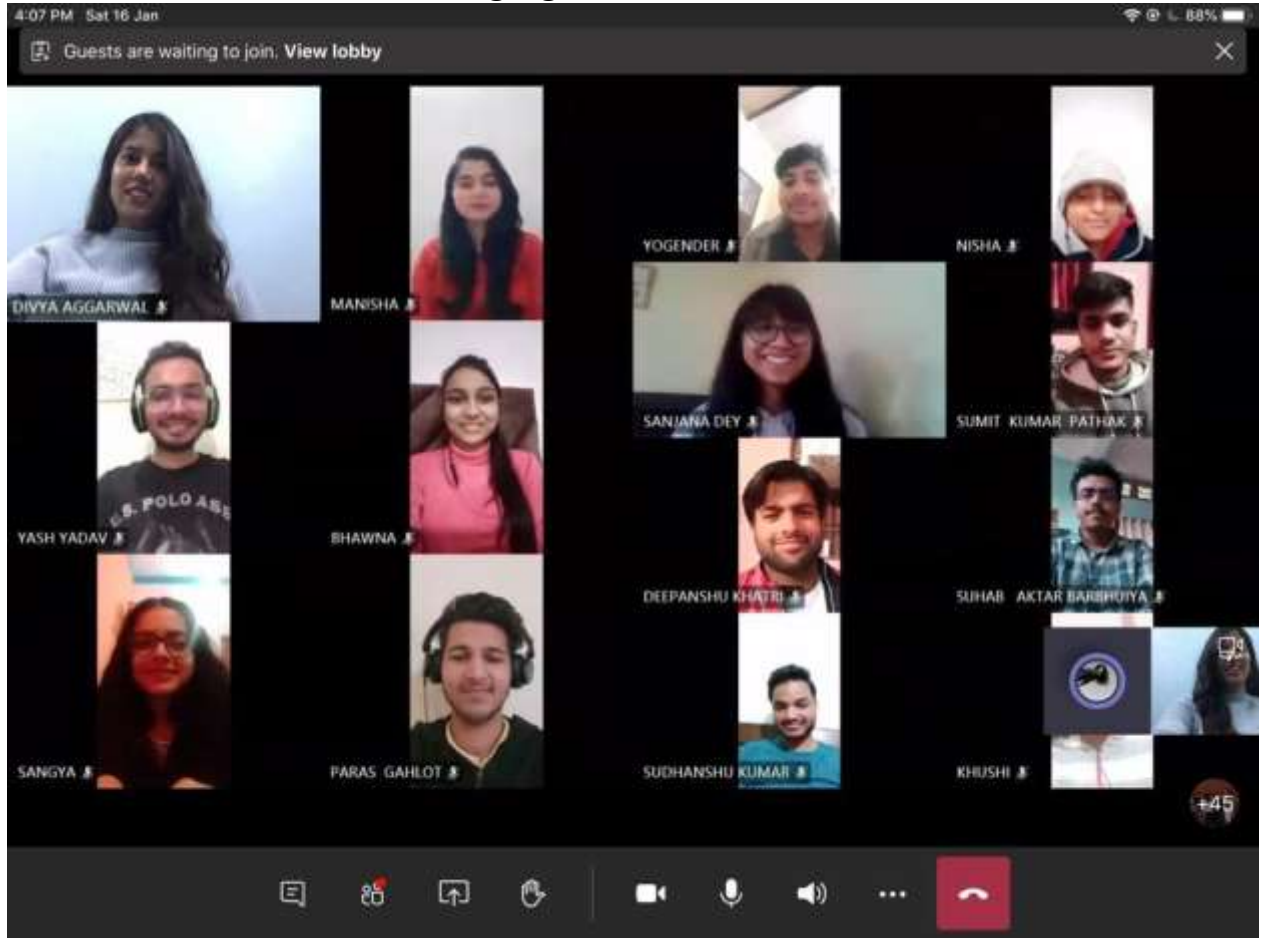 4:07 PM Sat 16 Jan
88%
Guests are waiting to join. View lobby
DIVYA AGGARWAL
MANISHA
YOGENDER
NISHA
SANJANA DEY
SUMIT KUMAR PATHAK
YASH YADAV
BHAWNA
U.S. POLO ASS
DEEPANSHU KHATRI
SUHAB AKTAR BARBHUIYA
SANGYA
PARAS GAHLOT
SUDHANSHU KUMAR
KHUSHI
+45